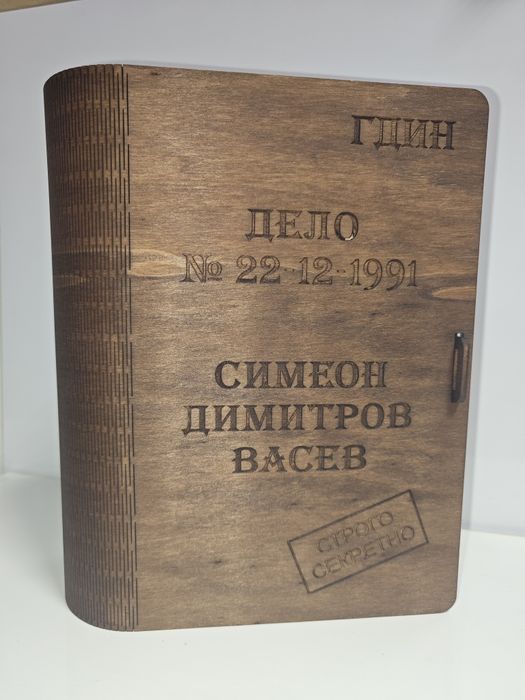 ГДИН
ДЕЛО
№ 22-12-1991
СИМЕОН
ДИМИТРОВ
ВАСЕВ
СТРОГО
СЕКРЕТНО